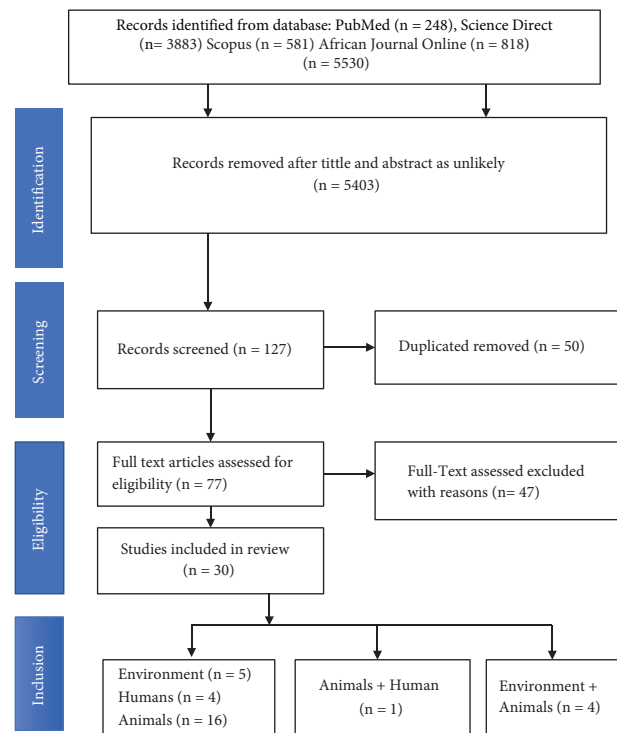 Records identified from database: PubMed (n = 248), Science Direct
(n= 3883) Scopus (n = 581) African Journal Online (n = 818)
(n = 5530)
Identification
Records removed after tittle and abstract as unlikely
(n = 5403)
Screening
Records screened (n = 127)
Duplicated removed (n = 50)
Eligibility
Full text articles assessed for
eligibility (n = 77)
Full-Text assessed excluded
with reasons (n= 47)
Studies included in review
(n = 30)
Inclusion
Environment (n = 5)
Humans (n = 4)
Animals (n = 16)
Animals + Human
(n = 1)
Environment +
Animals (n = 4)